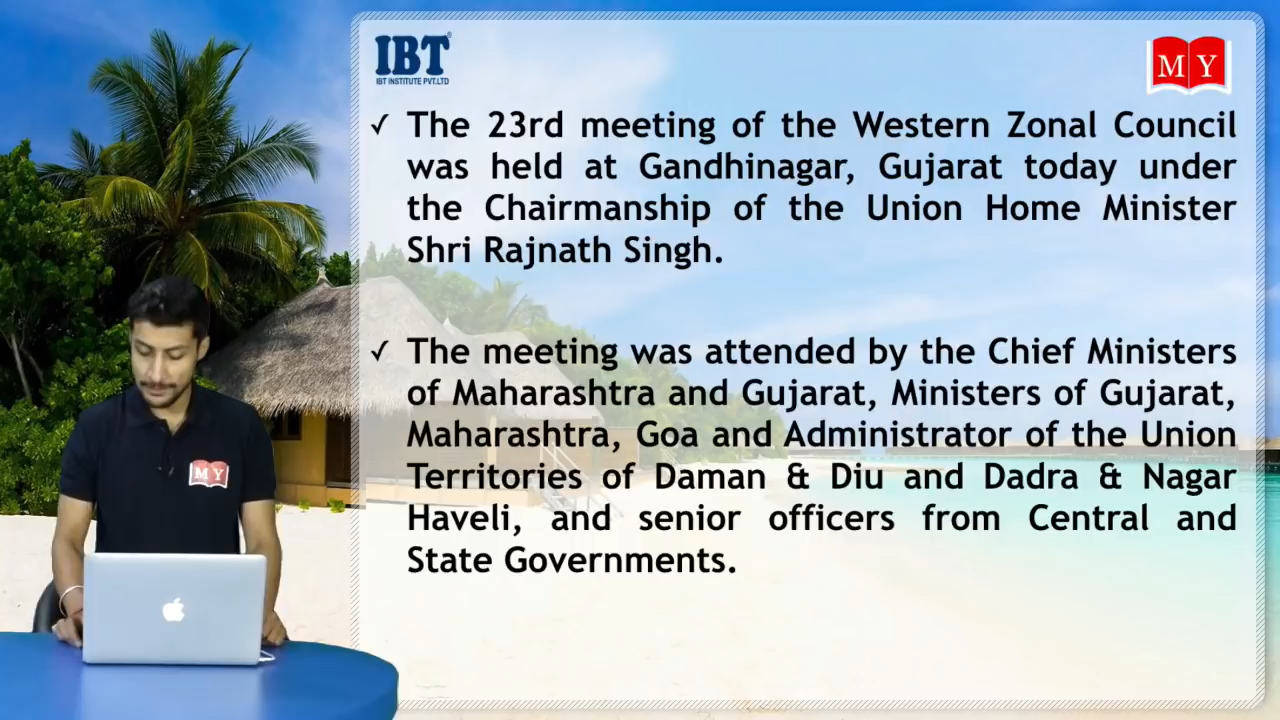 IBT
IBT INSTITUTE PVT.LTD
M Y
✓ The 23rd meeting of the Western Zonal Council
was held at Gandhinagar, Gujarat today under
the Chairmanship of the Union Home Minister
Shri Rajnath Singh.
✓ The meeting was attended by the Chief Ministers
of Maharashtra and Gujarat, Ministers of Gujarat,
Maharashtra, Goa and Administrator of the Union
Territories of Daman & Diu and Dadra & Nagar
Haveli, and senior officers from Central and
State Governments.
M Y